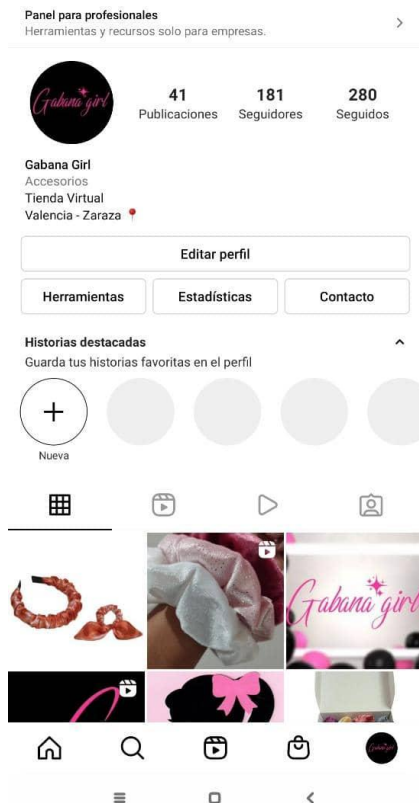 Panel para profesionales
Herramientas y recursos solo para empresas.
Gabana girl
41
181
280
Publicaciones
Seguidores
Seguidos
Gabana Girl
Accesorios
Tienda Virtual
Valencia - Zaraza 📍
Editar perfil
Herramientas
Estadísticas
Contacto
Historias destacadas
Guarda tus historias favoritas en el perfil
Nueva
Gabana girl
Gabana girl